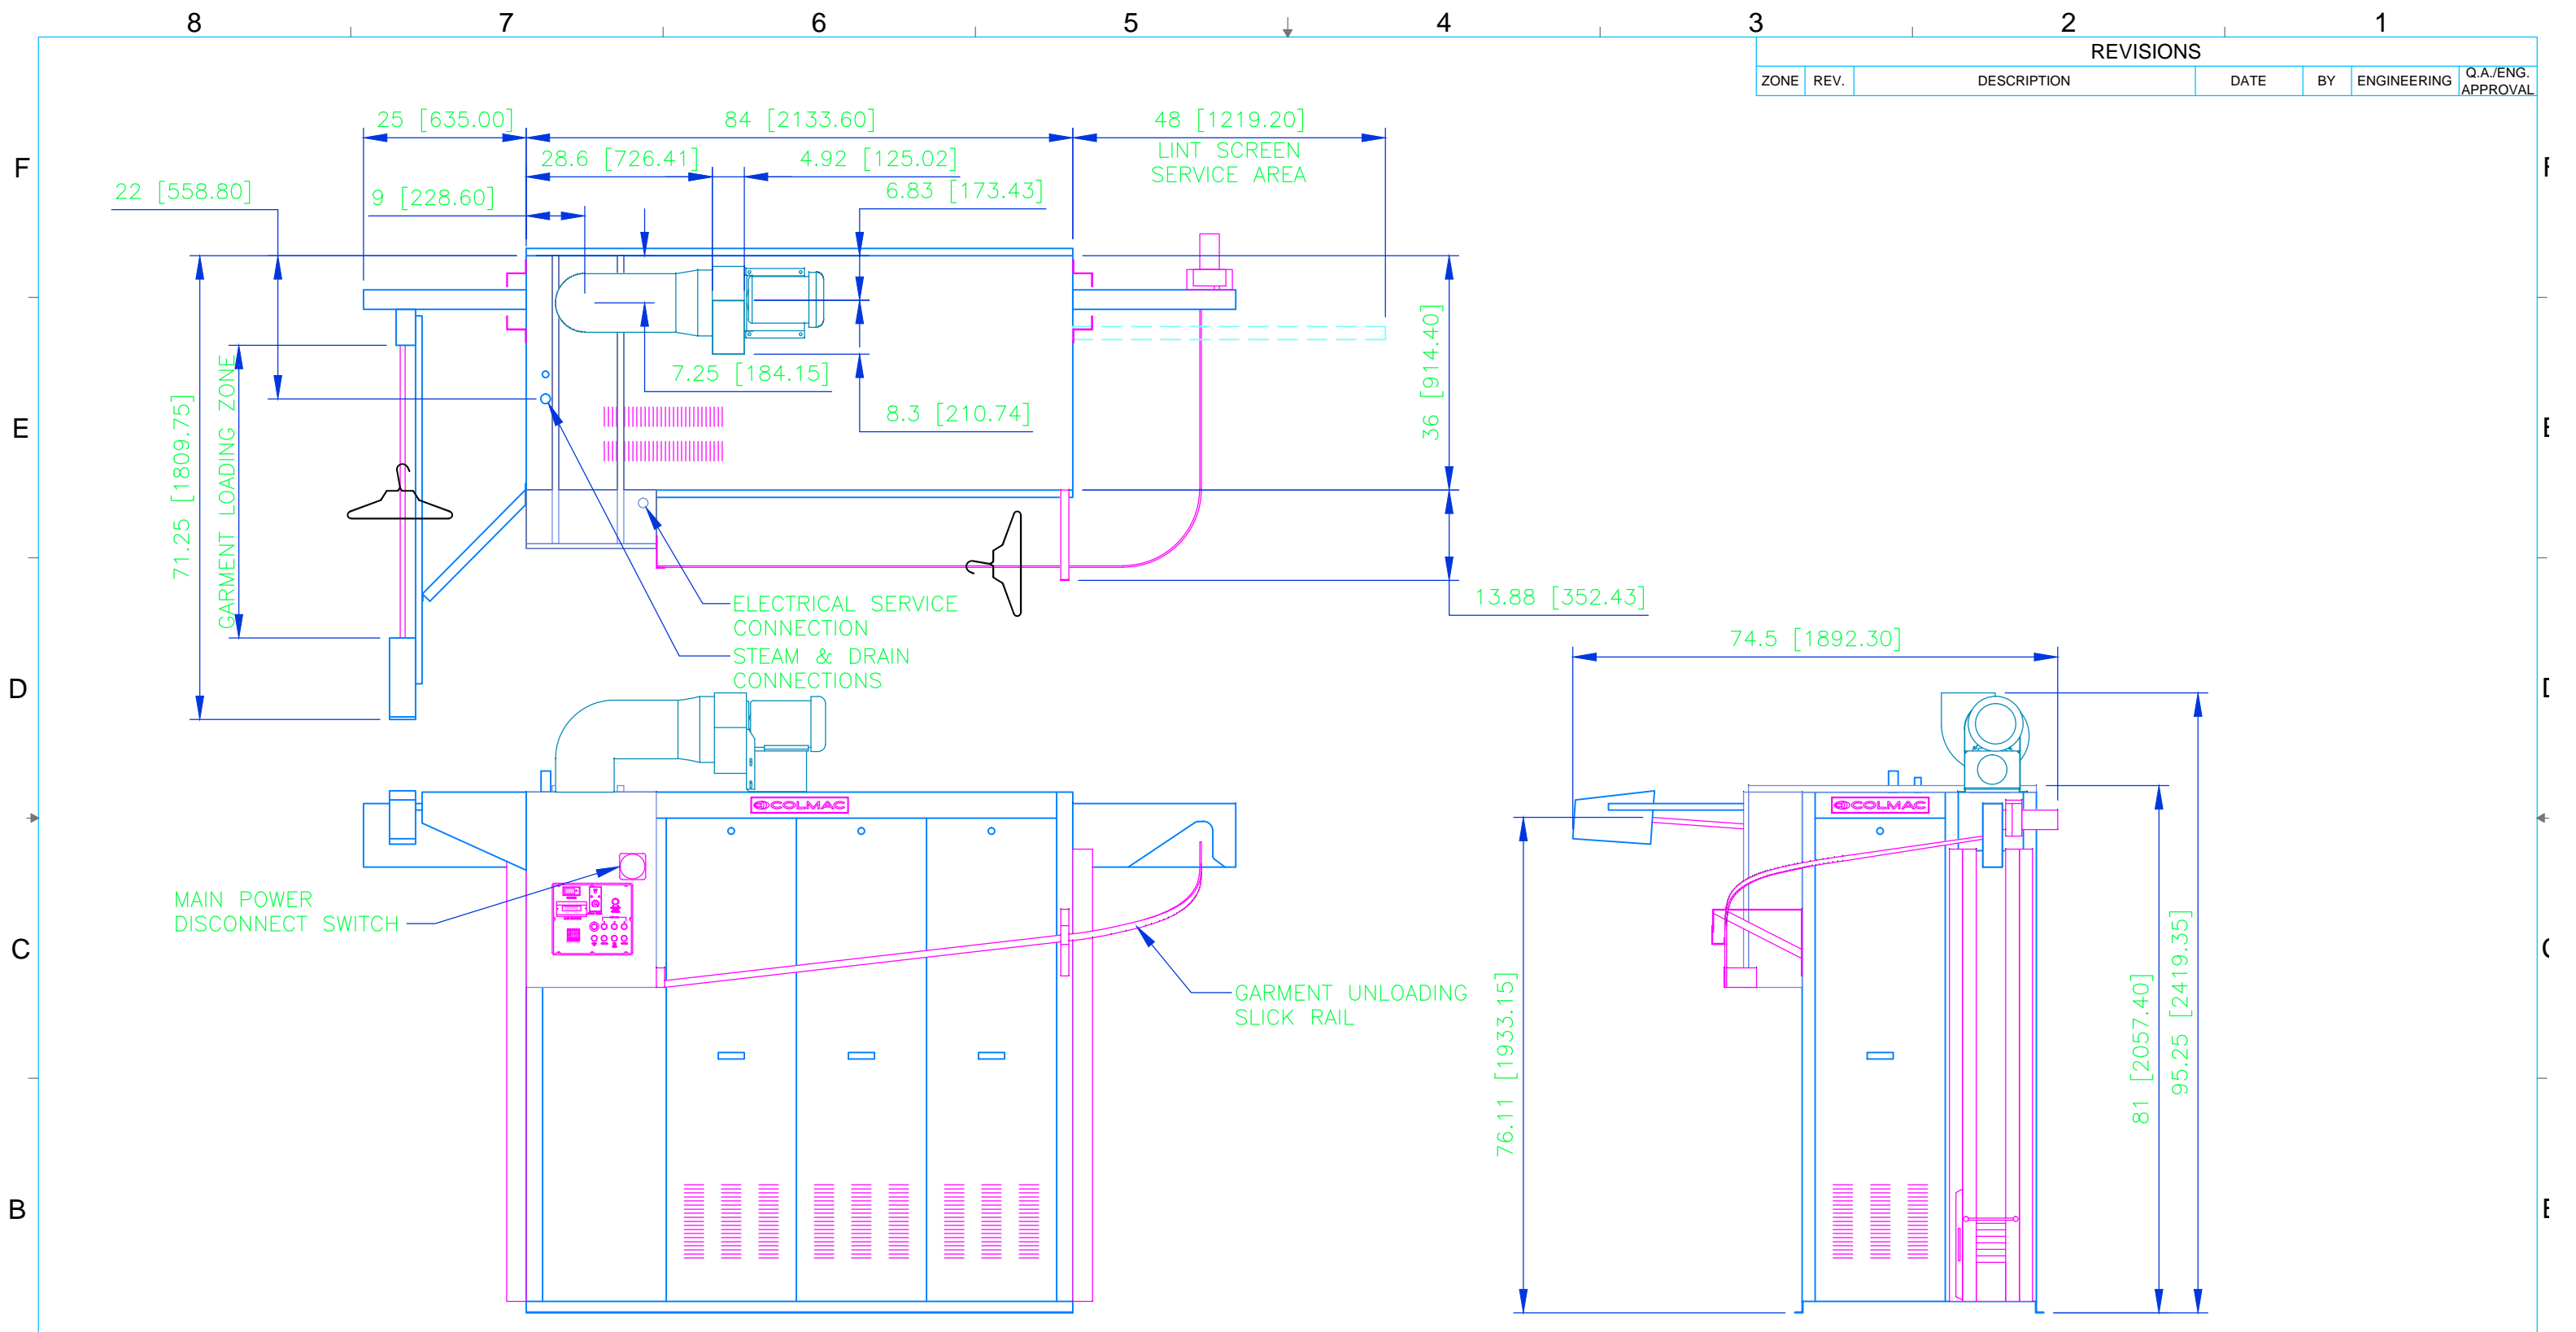 8 7 6 5 4 3 2 1
REVISIONS
ZONE REV. DESCRIPTION DATE BY ENGINEERING Q.A./ENG. APPROVAL
F
E
D
C
B
25 [635.00]
84 [2133.60]
48 [1219.20]
LINT SCREEN
SERVICE AREA
28.6 [726.41]
4.92 [125.02]
22 [558.80]
9 [228.60]
6.83 [173.43]
71.25 [1809.75]
GARMENT LOADING ZONE
7.25 [184.15]
8.3 [210.74]
36 [914.40]
13.88 [352.43]
ELECTRICAL SERVICE
CONNECTION
STEAM & DRAIN
CONNECTIONS
74.5 [1892.30]
COLMAC
COLMAC
MAIN POWER
DISCONNECT SWITCH
GARMENT UNLOADING
SLICK RAIL
76.11 [1933.15]
81 [2057.40]
95.25 [2419.35]